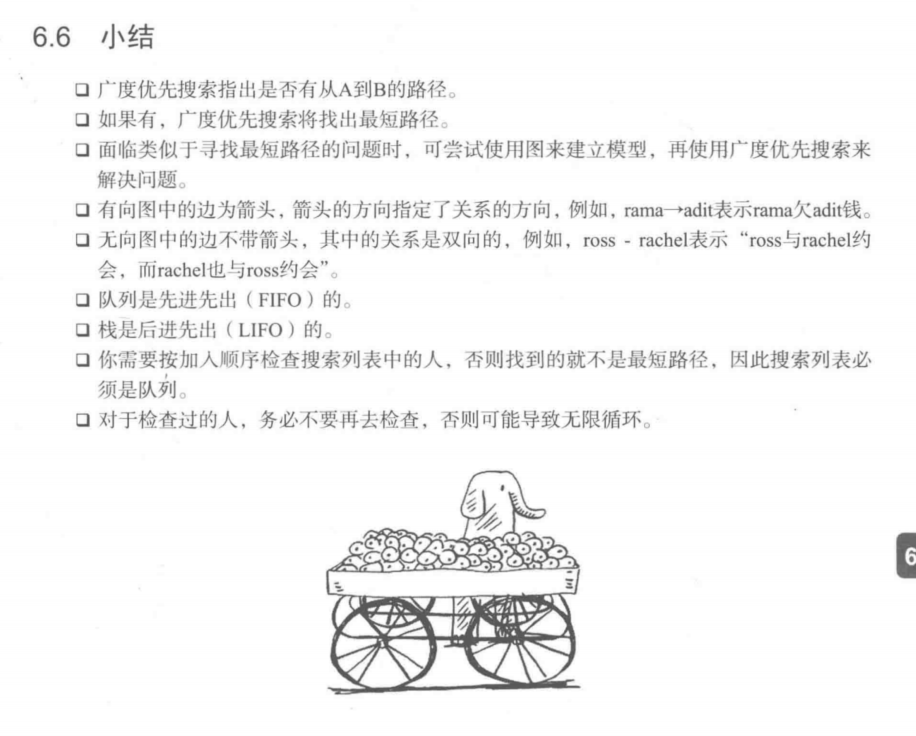 6.6 小结
❑ 广度优先搜索指出是否有从A到B的路径。
❑ 如果有，广度优先搜索将找出最短路径。
❑ 面临类似于寻找最短路径的问题时，可尝试使用图来建立模型，再使用广度优先搜索来
解决问题。
❑ 有向图中的边为箭头，箭头的方向指定了关系的方向，例如，rama→adit表示rama欠adit钱。
❑ 无向图中的边不带箭头，其中的关系是双向的，例如，ross - rachel表示“ross与rachel约
会，而rachel也与ross约会”。
❑ 队列是先进先出（FIFO）的。
❑ 栈是后进先出（LIFO）的。
❑ 你需要按加入顺序检查搜索列表中的人，否则找到的就不是最短路径，因此搜索列表必
须是队列。
❑ 对于检查过的人，务必不要再去检查，否则可能导致无限循环。
6